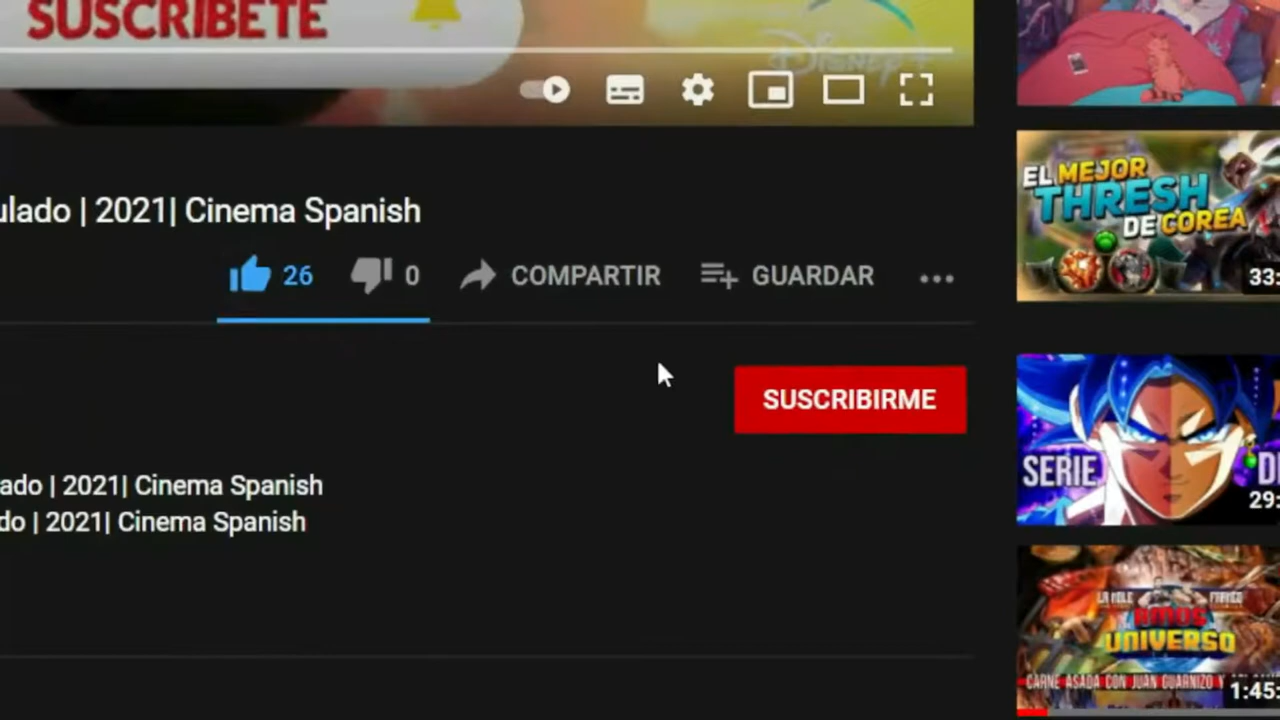 SUSCRIBETE
Disney+
ulado | 2021| Cinema Spanish
26 0 COMPARTIR GUARDAR
SUSCRIBIRME
ado | 2021| Cinema Spanish
do | 2021| Cinema Spanish
EL MEJOR
THRESH
DE COREA
33:
SERIE D
29:
UNIVERSO
CARNE ASADA CON JUAN GUARNIZO Y
1:45: